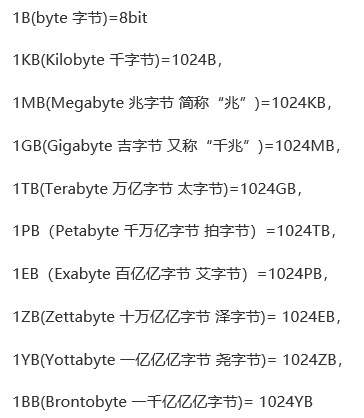 1B(byte 字节)=8bit
1KB(Kilobyte 千字节)=1024B，
1MB(Megabyte 兆字节 简称“兆”)=1024KB，
1GB(Gigabyte 吉字节 又称“千兆”)=1024MB，
1TB(Terabyte 万亿字节 太字节)=1024GB，
1PB（Petabyte 千万亿字节 拍字节）=1024TB，
1EB（Exabyte 百亿亿字节 艾字节）=1024PB，
1ZB(Zettabyte 十万亿亿字节 泽字节)= 1024EB，
1YB(Yottabyte 一亿亿亿字节 尧字节)= 1024ZB，
1BB(Brontobyte 一千亿亿亿字节)= 1024YB